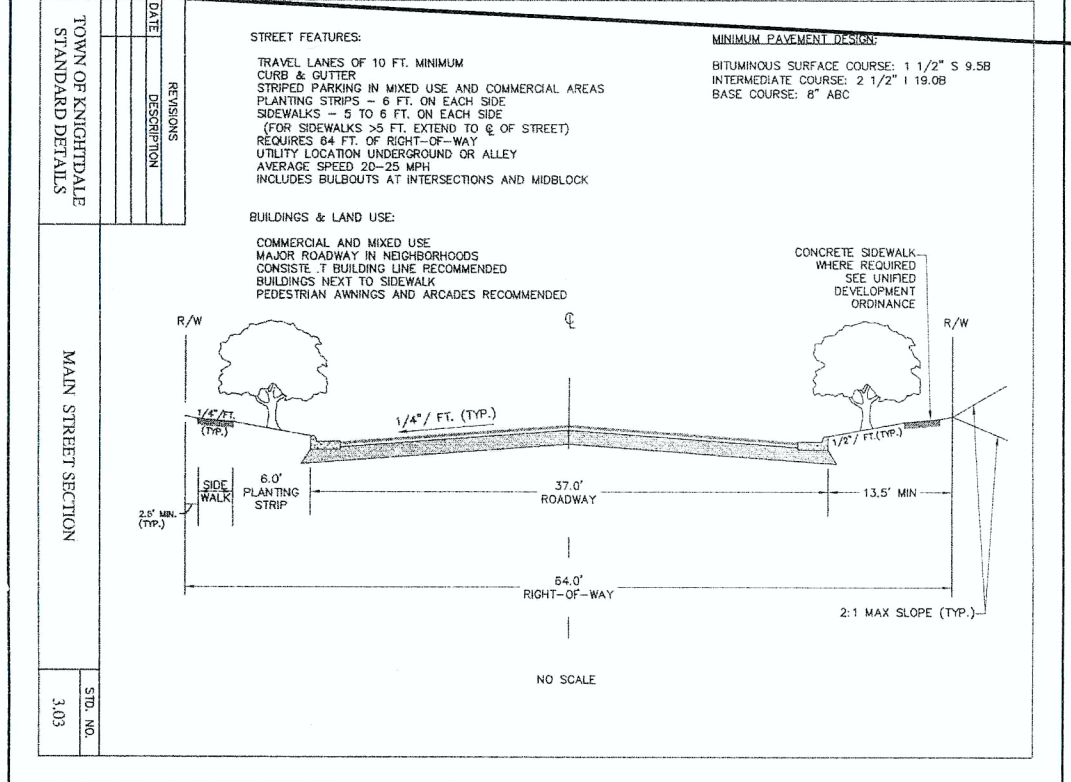 STREET FEATURES:
TRAVEL LANES OF 10 FT. MINIMUM
CURB & GUTTER
STRIPED PARKING IN MIXED USE AND COMMERCIAL AREAS
PLANTING STRIPS – 6 FT. ON EACH SIDE
SIDEWALKS – 5 TO 6 FT. ON EACH SIDE
(FOR SIDEWALKS >5 FT. EXTEND TO ℄ OF STREET)
REQUIRES 64 FT. OF RIGHT-OF-WAY
UTILITY LOCATION UNDERGROUND OR ALLEY
AVERAGE SPEED 20-25 MPH
INCLUDES BULBOUTS AT INTERSECTIONS AND MIDBLOCK
MINIMUM PAVEMENT DESIGN:
BITUMINOUS SURFACE COURSE: 1 1/2" S 9.5B
INTERMEDIATE COURSE: 2 1/2" I 19.0B
BASE COURSE: 8" ABC
BUILDINGS & LAND USE:
COMMERCIAL AND MIXED USE
MAJOR ROADWAY IN NEIGHBORHOODS
CONSISTE .T BUILDING LINE RECOMMENDED
BUILDINGS NEXT TO SIDEWALK
PEDESTRIAN AWNINGS AND ARCADES RECOMMENDED
CONCRETE SIDEWALK
WHERE REQUIRED
SEE UNIFIED
DEVELOPMENT
ORDINANCE
R/W
℄
R/W
1/4"/FT.
(TYP.)
1/4"/ FT. (TYP.)
1/2"/ FT.(TYP.)
SIDE
WALK
6.0'
PLANTING
STRIP
37.0'
ROADWAY
13.5' MIN
2.5' MIN.
(TYP.)
64.0'
RIGHT-OF-WAY
2:1 MAX SLOPE (TYP.)
NO SCALE
TOWN OF KNIGHTDALE
STANDARD DETAILS
REVISIONS
DATE
DESCRIPTION
MAIN STREET SECTION
STD. NO.
3.03